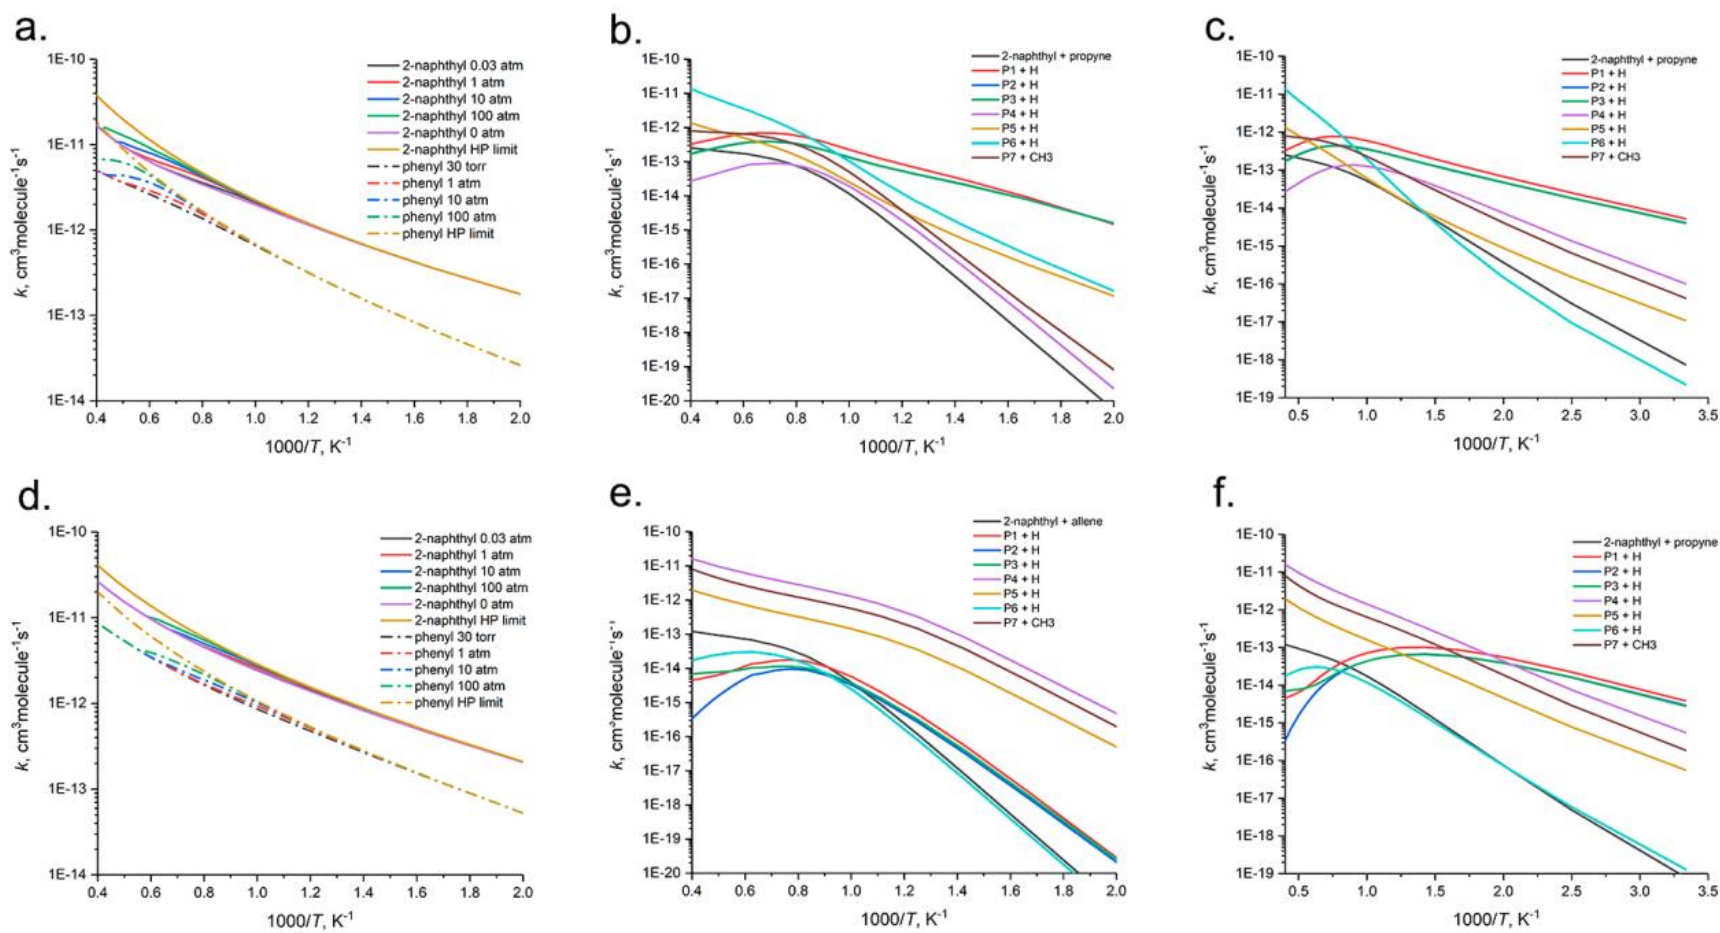 a.
1E-10
1E-11
1E-12
1E-13
1E-14
k, cm³molecule⁻¹s⁻¹
2-naphthyl 0.03 atm
2-naphthyl 1 atm
2-naphthyl 10 atm
2-naphthyl 100 atm
2-naphthyl 0 atm
2-naphthyl HP limit
phenyl 30 torr
phenyl 1 atm
phenyl 10 atm
phenyl 100 atm
phenyl HP limit
0.4 0.6 0.8 1.0 1.2 1.4 1.6 1.8 2.0
1000/T, K⁻¹
b.
1E-10
1E-11
1E-12
1E-13
1E-14
1E-15
1E-16
1E-17
1E-18
1E-19
1E-20
k, cm³molecule⁻¹s⁻¹
2-naphthyl + propyne
P1 + H
P2 + H
P3 + H
P4 + H
P5 + H
P6 + H
P7 + CH3
0.4 0.6 0.8 1.0 1.2 1.4 1.6 1.8 2.0
1000/T, K⁻¹
c.
1E-10
1E-11
1E-12
1E-13
1E-14
1E-15
1E-16
1E-17
1E-18
1E-19
k, cm³molecule⁻¹s⁻¹
2-naphthyl + propyne
P1 + H
P2 + H
P3 + H
P4 + H
P5 + H
P6 + H
P7 + CH3
0.5 1.0 1.5 2.0 2.5 3.0 3.5
1000/T, K⁻¹
d.
1E-10
1E-11
1E-12
1E-13
1E-14
k, cm³molecule⁻¹s⁻¹
2-naphthyl 0.03 atm
2-naphthyl 1 atm
2-naphthyl 10 atm
2-naphthyl 100 atm
2-naphthyl 0 atm
2-naphthyl HP limit
phenyl 30 torr
phenyl 1 atm
phenyl 10 atm
phenyl 100 atm
phenyl HP limit
0.4 0.6 0.8 1.0 1.2 1.4 1.6 1.8 2.0
1000/T, K⁻¹
e.
1E-10
1E-11
1E-12
1E-13
1E-14
1E-15
1E-16
1E-17
1E-18
1E-19
1E-20
k, cm³molecule⁻¹s⁻¹
2-naphthyl + allene
P1 + H
P2 + H
P3 + H
P4 + H
P5 + H
P6 + H
P7 + CH3
0.4 0.6 0.8 1.0 1.2 1.4 1.6 1.8 2.0
1000/T, K⁻¹
f.
1E-10
1E-11
1E-12
1E-13
1E-14
1E-15
1E-16
1E-17
1E-18
1E-19
k, cm³molecule⁻¹s⁻¹
2-naphthyl + propyne
P1 + H
P2 + H
P3 + H
P4 + H
P5 + H
P6 + H
P7 + CH3
0.5 1.0 1.5 2.0 2.5 3.0 3.5
1000/T, K⁻¹